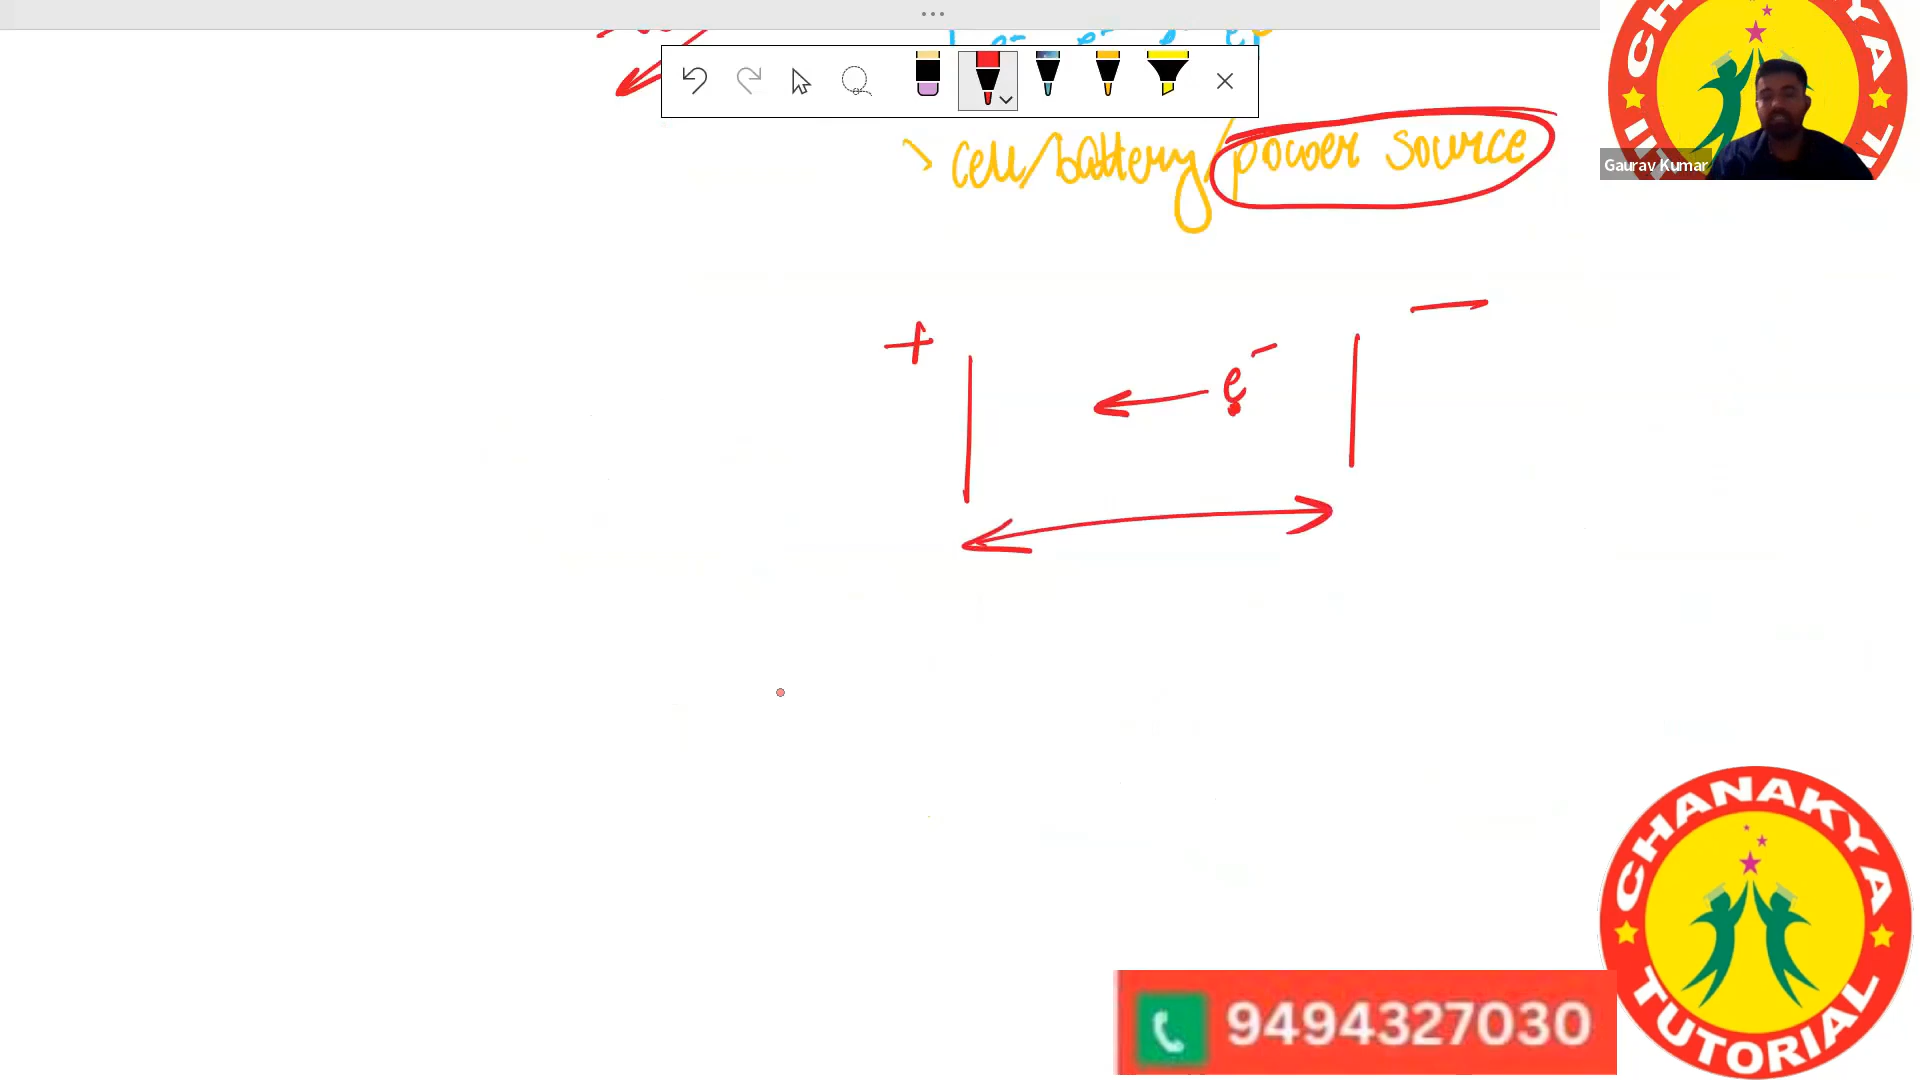 e⁻ e⁻
cell/battery/power source
+
—
e⁻
Gaurav Kumar
CHANAKYA
TUTORIAL
9494327030